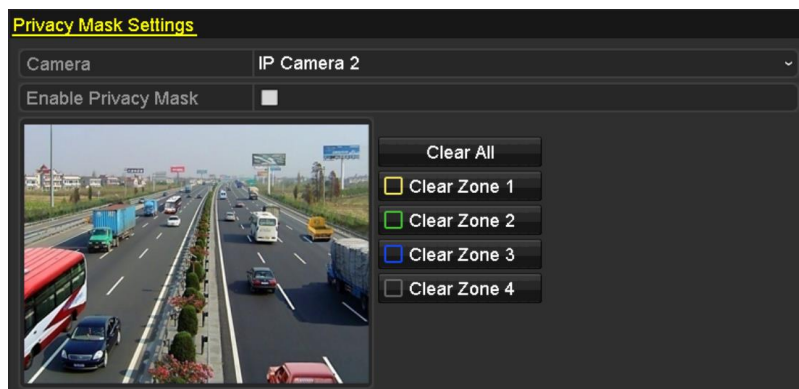 Privacy Mask Settings
Camera IP Camera 2
Enable Privacy Mask
Clear All
Clear Zone 1
Clear Zone 2
Clear Zone 3
Clear Zone 4